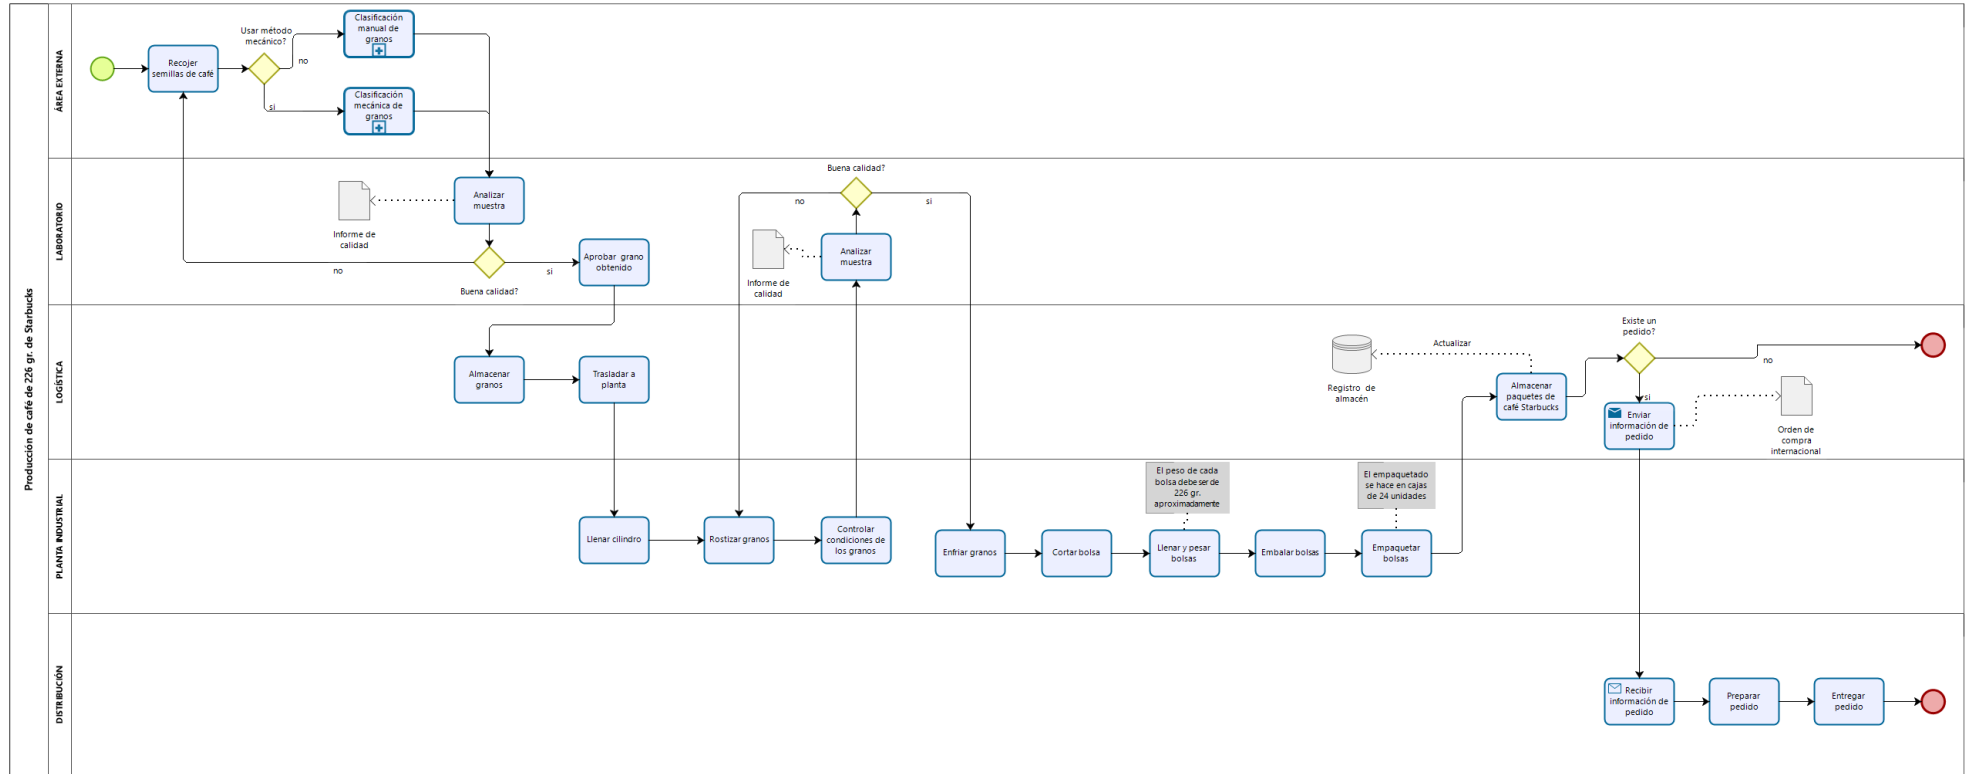 Producción de café de 226 gr. de Starbucks
ÁREA EXTERNA
Recojer
semillas de café
Usar método
mecánico?
no
si
Clasificación
manual de
granos
Clasificación
mecánica de
granos
LABORATORIO
Informe de
calidad
Analizar
muestra
Buena calidad?
no
si
Aprobar grano
obtenido
Informe de
calidad
Analizar
muestra
Buena calidad?
no
si
LOGÍSTICA
Almacenar
granos
Trasladar a
planta
Registro de
almacén
Actualizar
Almacenar
paquetes de
café Starbucks
Existe un
pedido?
no
si
Enviar
información de
pedido
Orden de
compra
internacional
PLANTA INDUSTRIAL
Llenar cilindro
Rostizar granos
Controlar
condiciones de
los granos
Enfriar granos
Cortar bolsa
El peso de cada
bolsa debe ser de
226 gr.
aproximadamente
Llenar y pesar
bolsas
Embalar bolsas
El empaquetado
se hace en cajas
de 24 unidades
Empaquetar
bolsas
DISTRIBUCIÓN
Recibir
información de
pedido
Preparar
pedido
Entregar
pedido